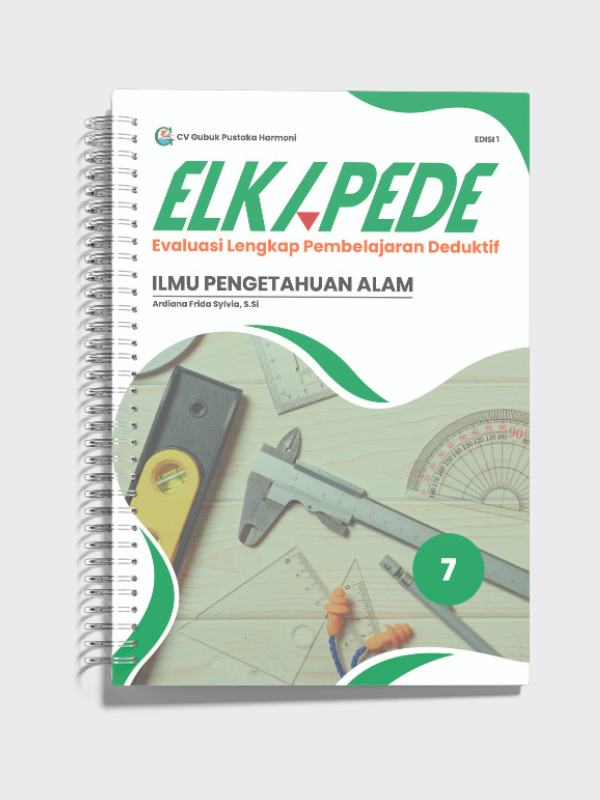 CV Gubuk Pustaka Harmoni
EDISI 1
ELKAPEDE
Evaluasi Lengkap Pembelajaran Deduktif
ILMU PENGETAHUAN ALAM
Ardiana Frida Sylvia, S.Si
90
7